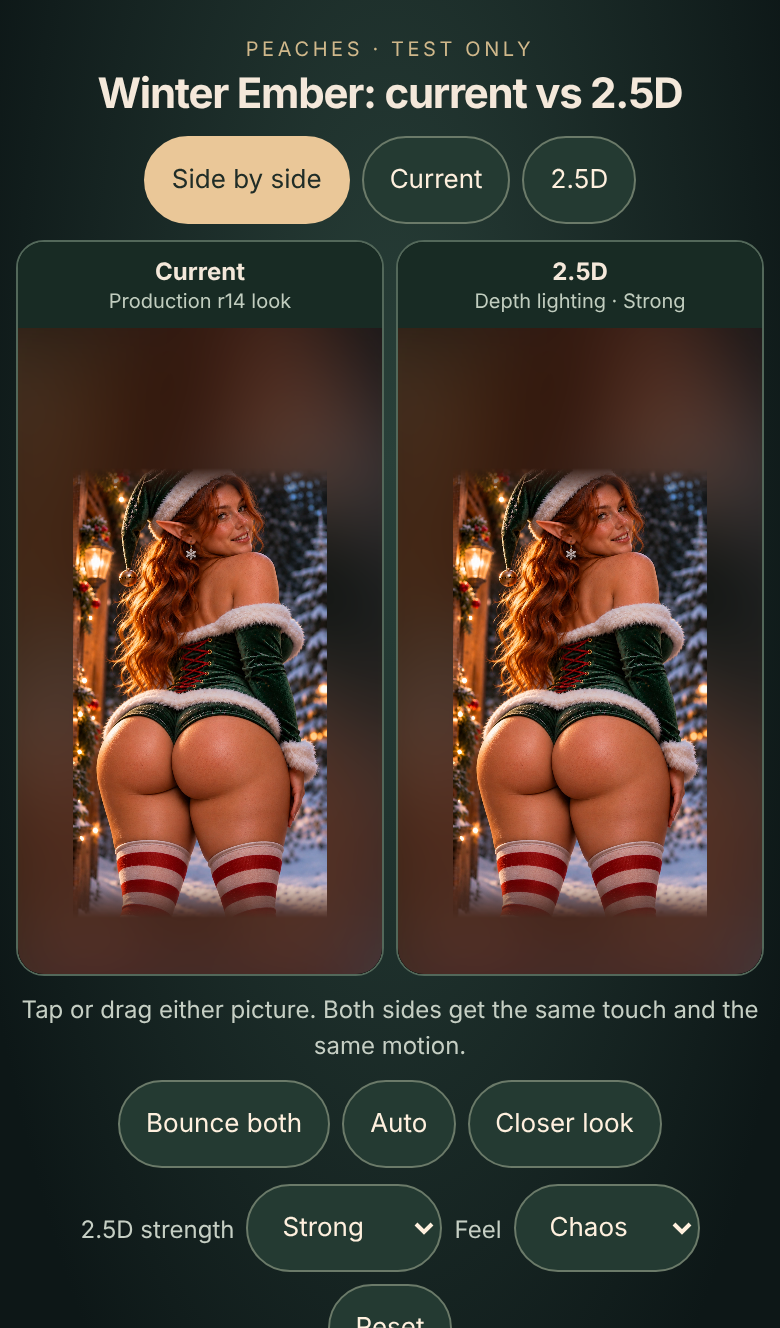 PEACHES · TEST ONLY
Winter Ember: current vs 2.5D
Side by side
Current
2.5D
Current
Production r14 look
2.5D
Depth lighting · Strong
Tap or drag either picture. Both sides get the same touch and the
same motion.
Bounce both
Auto
Closer look
2.5D strength
Strong
Feel
Chaos
Reset